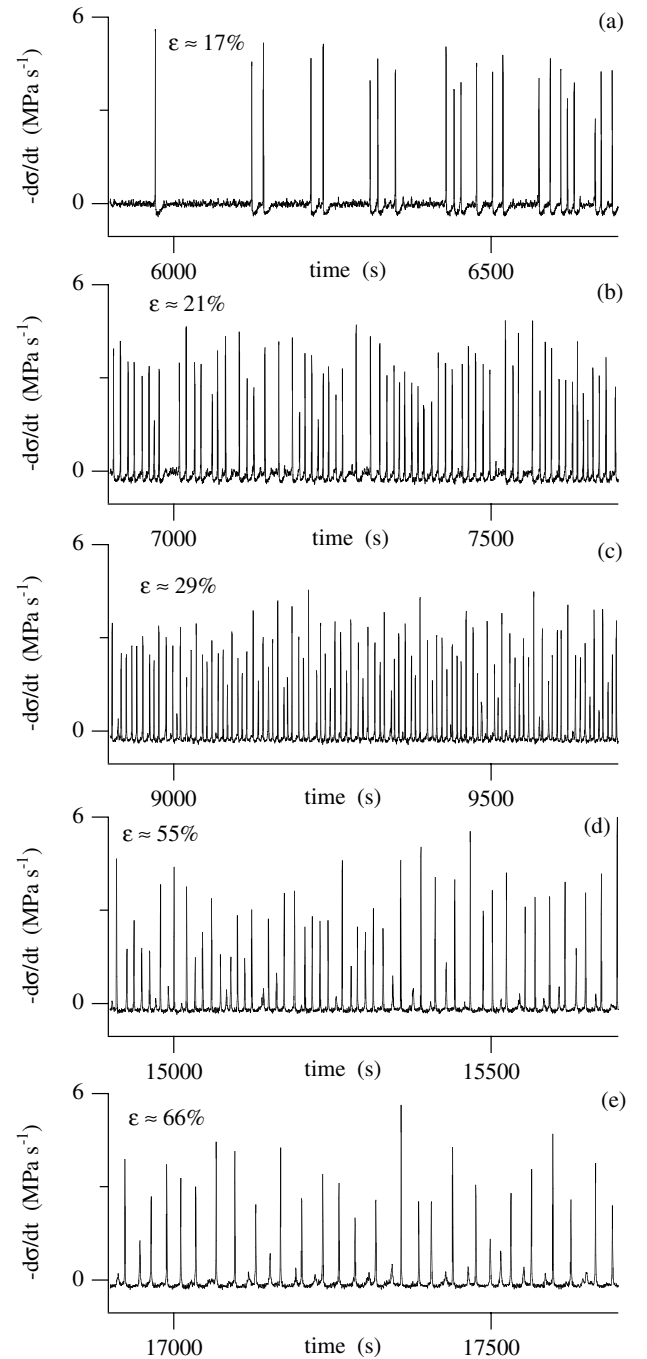 6
(a)
ε ≈ 17%
-dσ/dt (MPa s⁻¹)
0
6000
time (s)
6500
6
(b)
ε ≈ 21%
-dσ/dt (MPa s⁻¹)
0
7000
time (s)
7500
6
(c)
ε ≈ 29%
-dσ/dt (MPa s⁻¹)
0
9000
time (s)
9500
6
(d)
ε ≈ 55%
-dσ/dt (MPa s⁻¹)
0
15000
time (s)
15500
6
(e)
ε ≈ 66%
-dσ/dt (MPa s⁻¹)
0
17000
time (s)
17500